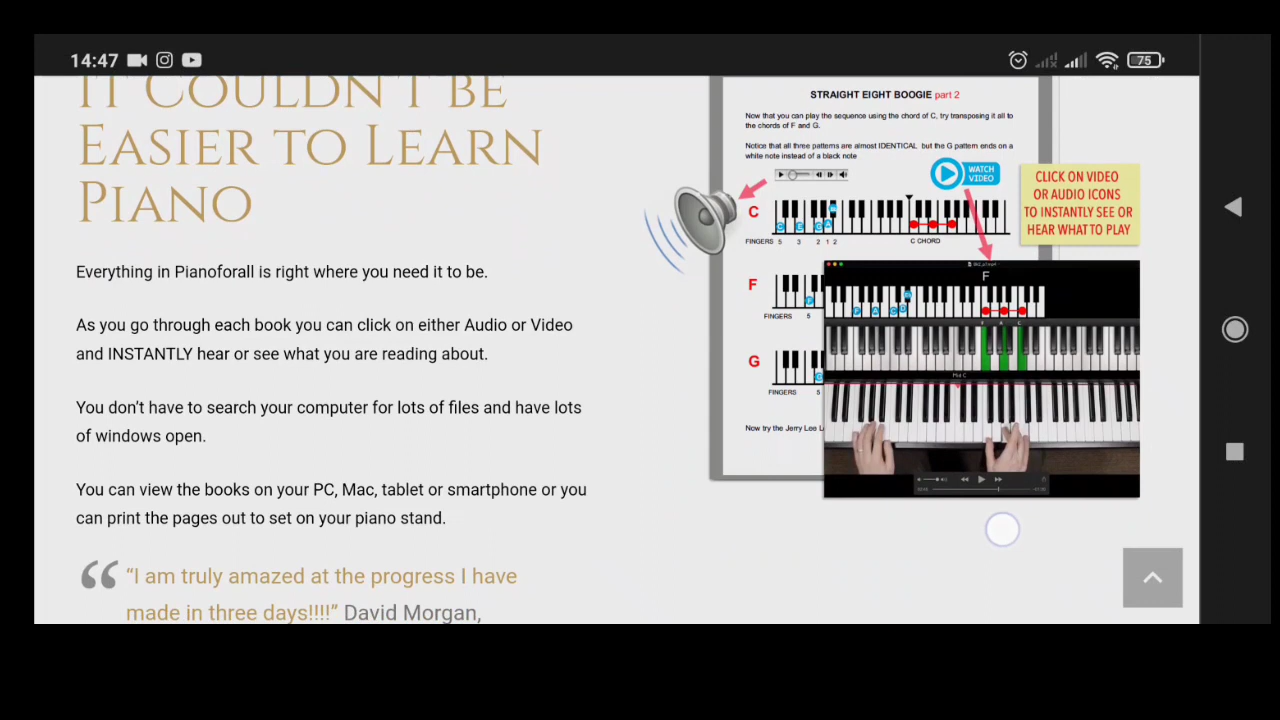 14:47
75
IT COULDN'T BE
EASIER TO LEARN
PIANO
Everything in Pianoforall is right where you need it to be.
As you go through each book you can click on either Audio or Video
and INSTANTLY hear or see what you are reading about.
You don't have to search your computer for lots of files and have lots
of windows open.
You can view the books on your PC, Mac, tablet or smartphone or you
can print the pages out to set on your piano stand.
“I am truly amazed at the progress I have
made in three days!!!!” David Morgan,
STRAIGHT EIGHT BOOGIE part 2
Now that you can play the sequence using the chord of C, try transposing it all to
the chords of F and G.
Notice that all three patterns are almost IDENTICAL but the G pattern ends on a
white note instead of a black note
WATCH
VIDEO
CLICK ON VIDEO
OR AUDIO ICONS
TO INSTANTLY SEE OR
HEAR WHAT TO PLAY
C
FINGERS 5 3 2 1 2
C CHORD
F
FINGERS 5
G
FINGERS 5
Now try the Jerry Lee L
F
F A C
Mid C